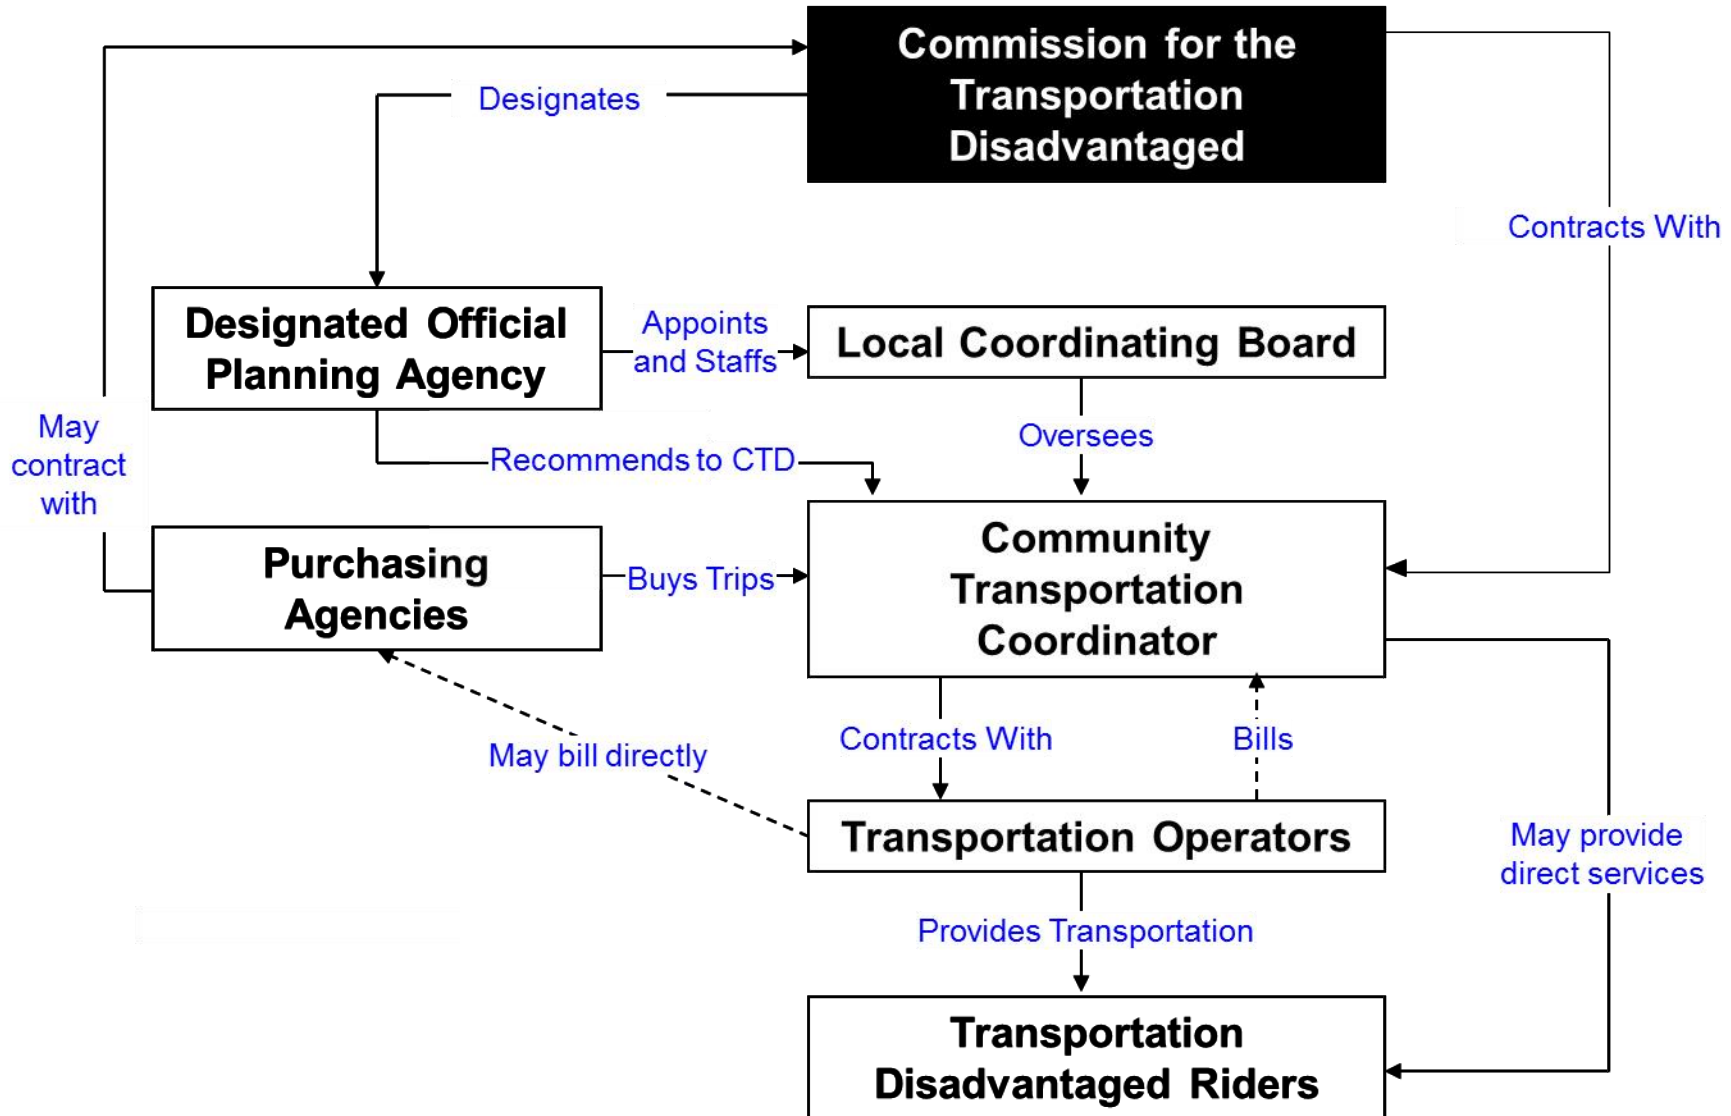 Commission for the
Transportation
Disadvantaged
Designates
Contracts With
Designated Official
Planning Agency
Appoints
and Staffs
Local Coordinating Board
May
contract
with
Recommends to CTD
Oversees
Purchasing
Agencies
Buys Trips
Community
Transportation
Coordinator
May bill directly
Contracts With
Bills
Transportation Operators
May provide
direct services
Provides Transportation
Transportation
Disadvantaged Riders